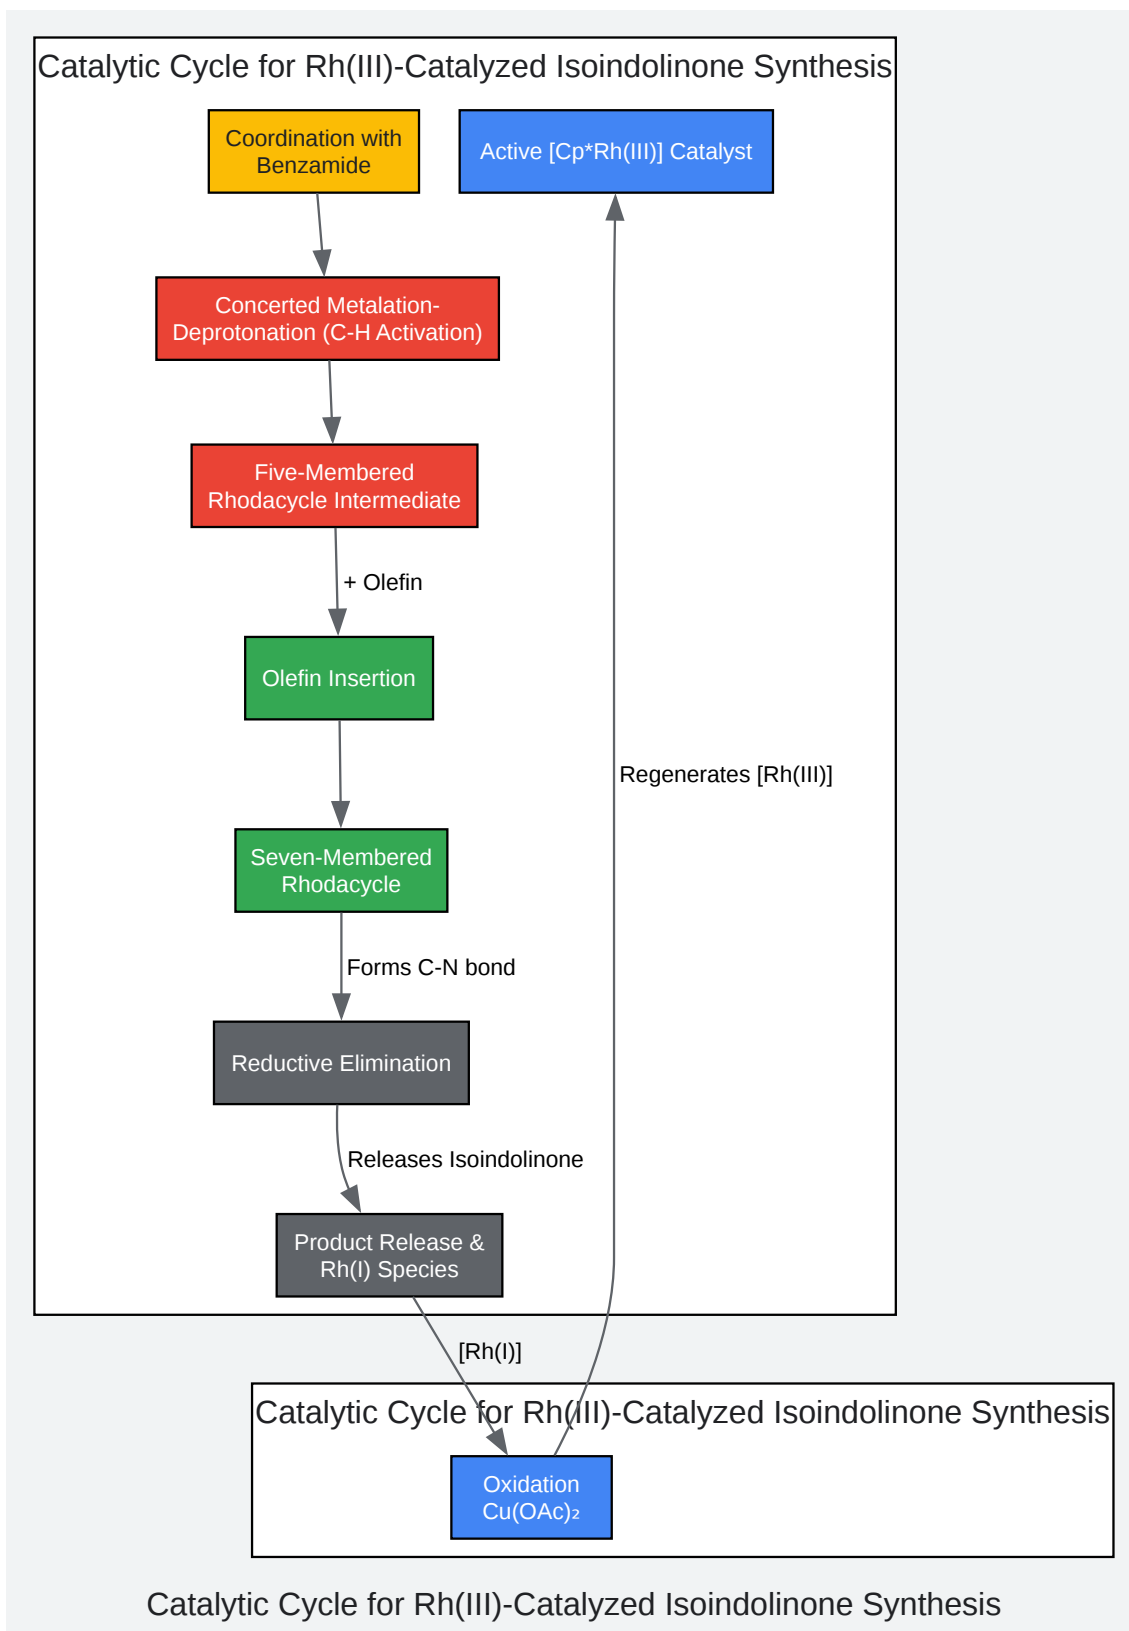 Catalytic Cycle for Rh(III)-Catalyzed Isoindolinone Synthesis
Coordination with
Benzamide
Active [Cp*Rh(III)] Catalyst
Concerted Metalation-
Deprotonation (C-H Activation)
Five-Membered
Rhodacycle Intermediate
+ Olefin
Olefin Insertion
Regenerates [Rh(III)]
Seven-Membered
Rhodacycle
Forms C-N bond
Reductive Elimination
Releases Isoindolinone
Product Release &
Rh(I) Species
[Rh(I)]
Catalytic Cycle for Rh(III)-Catalyzed Isoindolinone Synthesis
Oxidation
Cu(OAc)₂
Catalytic Cycle for Rh(III)-Catalyzed Isoindolinone Synthesis